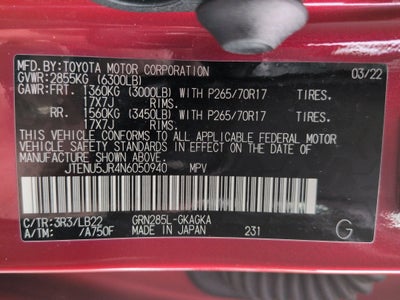 MFD.BY:TOYOTA MOTOR CORPORATION 03/22
GVWR:2855KG (6300LB)
GAWR:FRT. 1360KG (3000LB) WITH P265/70R17 TIRES.
17X7J RIMS.
RR. 1560KG (3450LB) WITH P265/70R17 TIRES.
17X7J RIMS.
THIS VEHICLE CONFORMS TO ALL APPLICABLE FEDERAL MOTOR
VEHICLE SAFETY STANDARDS IN EFFECT ON THE DATE OF
MANUFACTURE SHOWN ABOVE.
JTENU5JR4N6050940 MPV
C/TR:3R3/LB22 GRN285L-GKAGKA
A/TM: /A750F MADE IN JAPAN 231 G